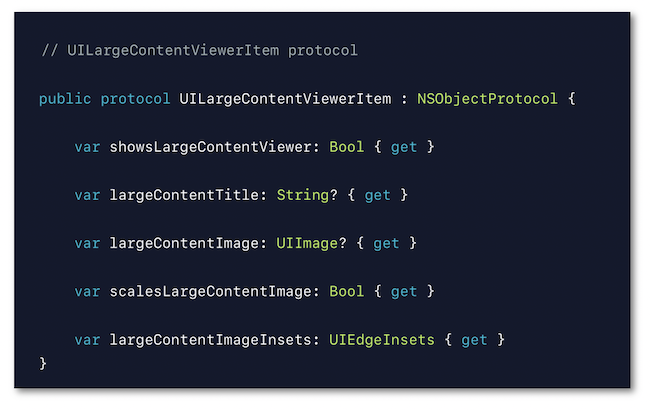 // UILargeContentViewerItem protocol
public protocol UILargeContentViewerItem : NSObjectProtocol {
var showsLargeContentViewer: Bool { get }
var largeContentTitle: String? { get }
var largeContentImage: UIImage? { get }
var scalesLargeContentImage: Bool { get }
var largeContentImageInsets: UIEdgeInsets { get }
}